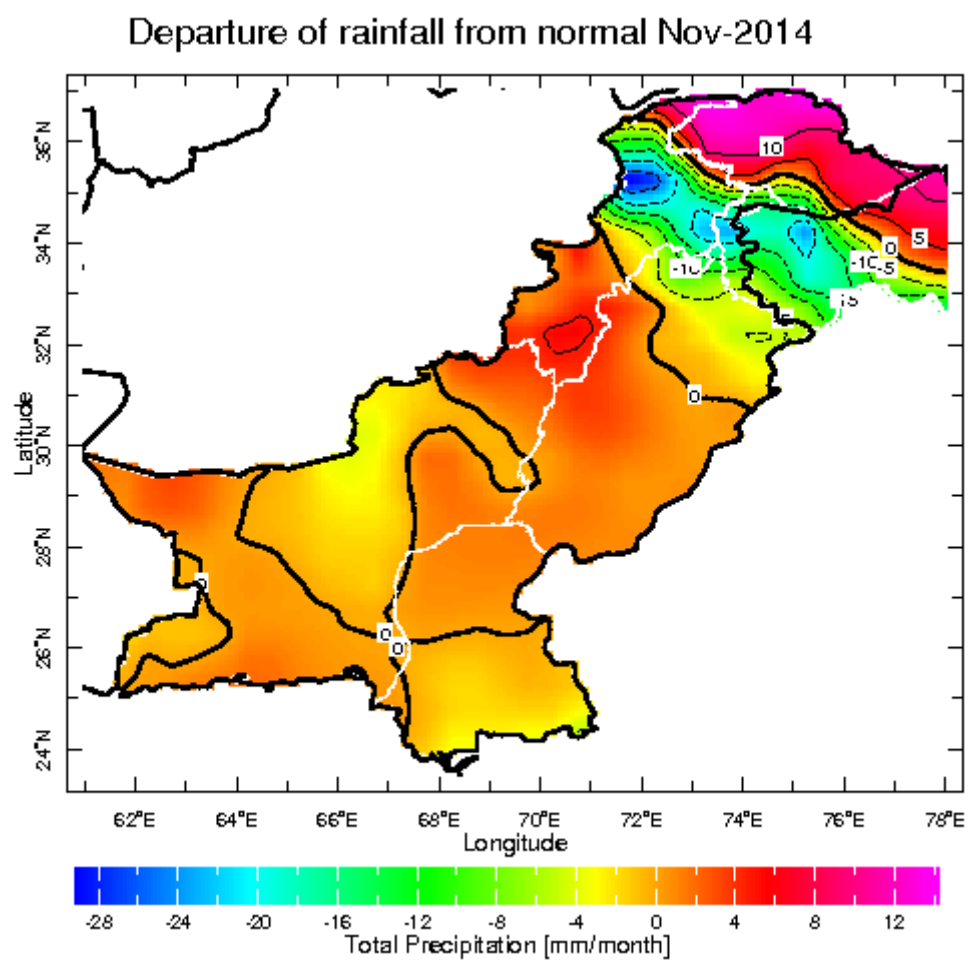 Departure of rainfall from normal Nov-2014
36°N
34°N
32°N
30°N
28°N
26°N
24°N
Latitude
10
5
0
-10
-5
-10
0
0
0
62°E 64°E 66°E 68°E 70°E 72°E 74°E 76°E 78°E
Longitude
-28 -24 -20 -16 -12 -8 -4 0 4 8 12
Total Precipitation [mm/month]